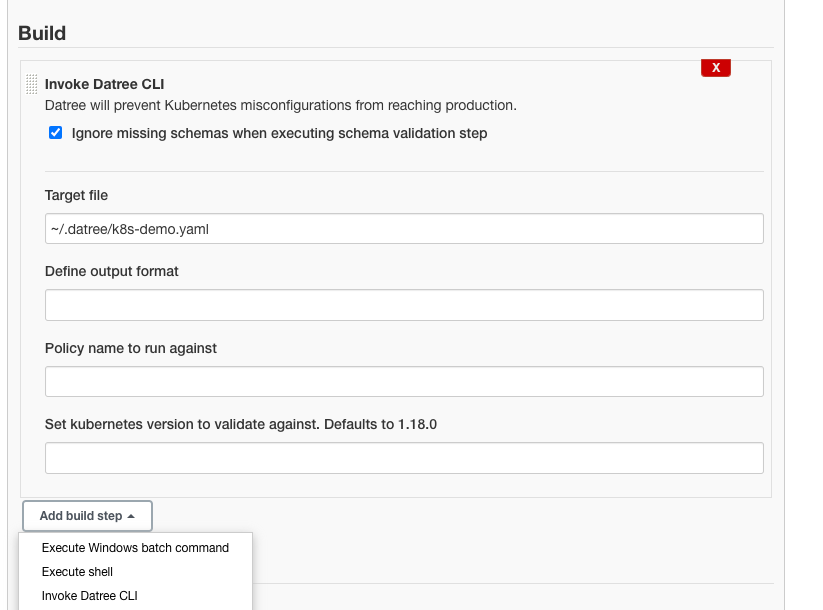 Build
X
Invoke Datree CLI
Datree will prevent Kubernetes misconfigurations from reaching production.
Ignore missing schemas when executing schema validation step
Target file
~/.datree/k8s-demo.yaml
Define output format
Policy name to run against
Set kubernetes version to validate against. Defaults to 1.18.0
Add build step
Execute Windows batch command
Execute shell
Invoke Datree CLI